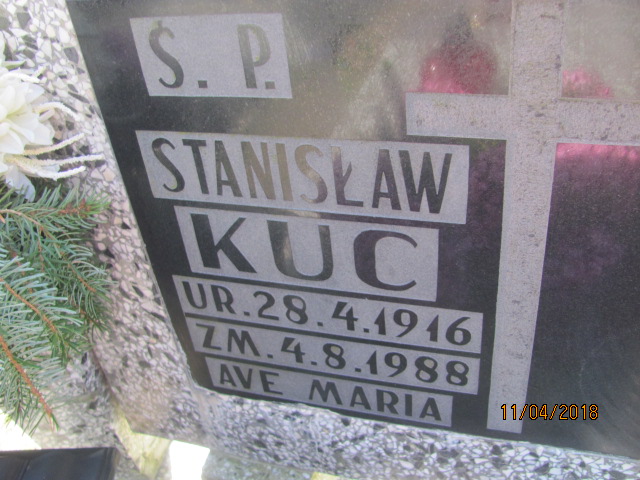 Ś. P.
STANISŁAW
KUC
UR. 28.4.1916
ZM. 4.8.1988
AVE MARIA
11/04/2018